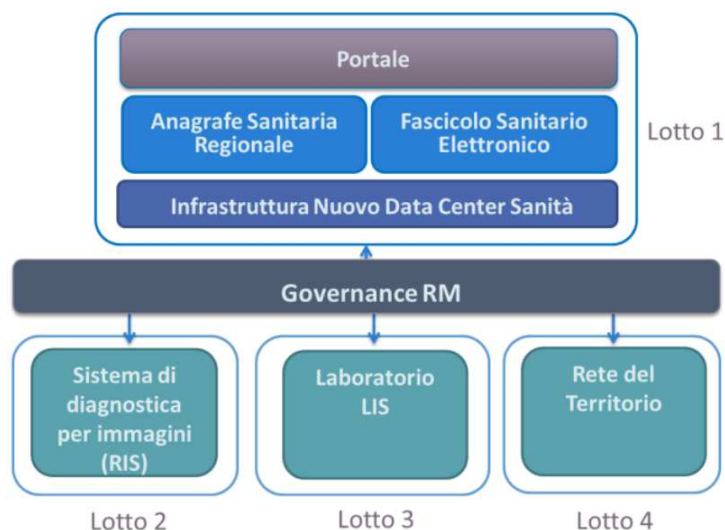 Portale
Anagrafe Sanitaria
Regionale
Fascicolo Sanitario
Elettronico
Lotto 1
Infrastruttura Nuovo Data Center Sanità
Governance RM
Sistema di
diagnostica
per immagini
(RIS)
Laboratorio
LIS
Rete del
Territorio
Lotto 2
Lotto 3
Lotto 4